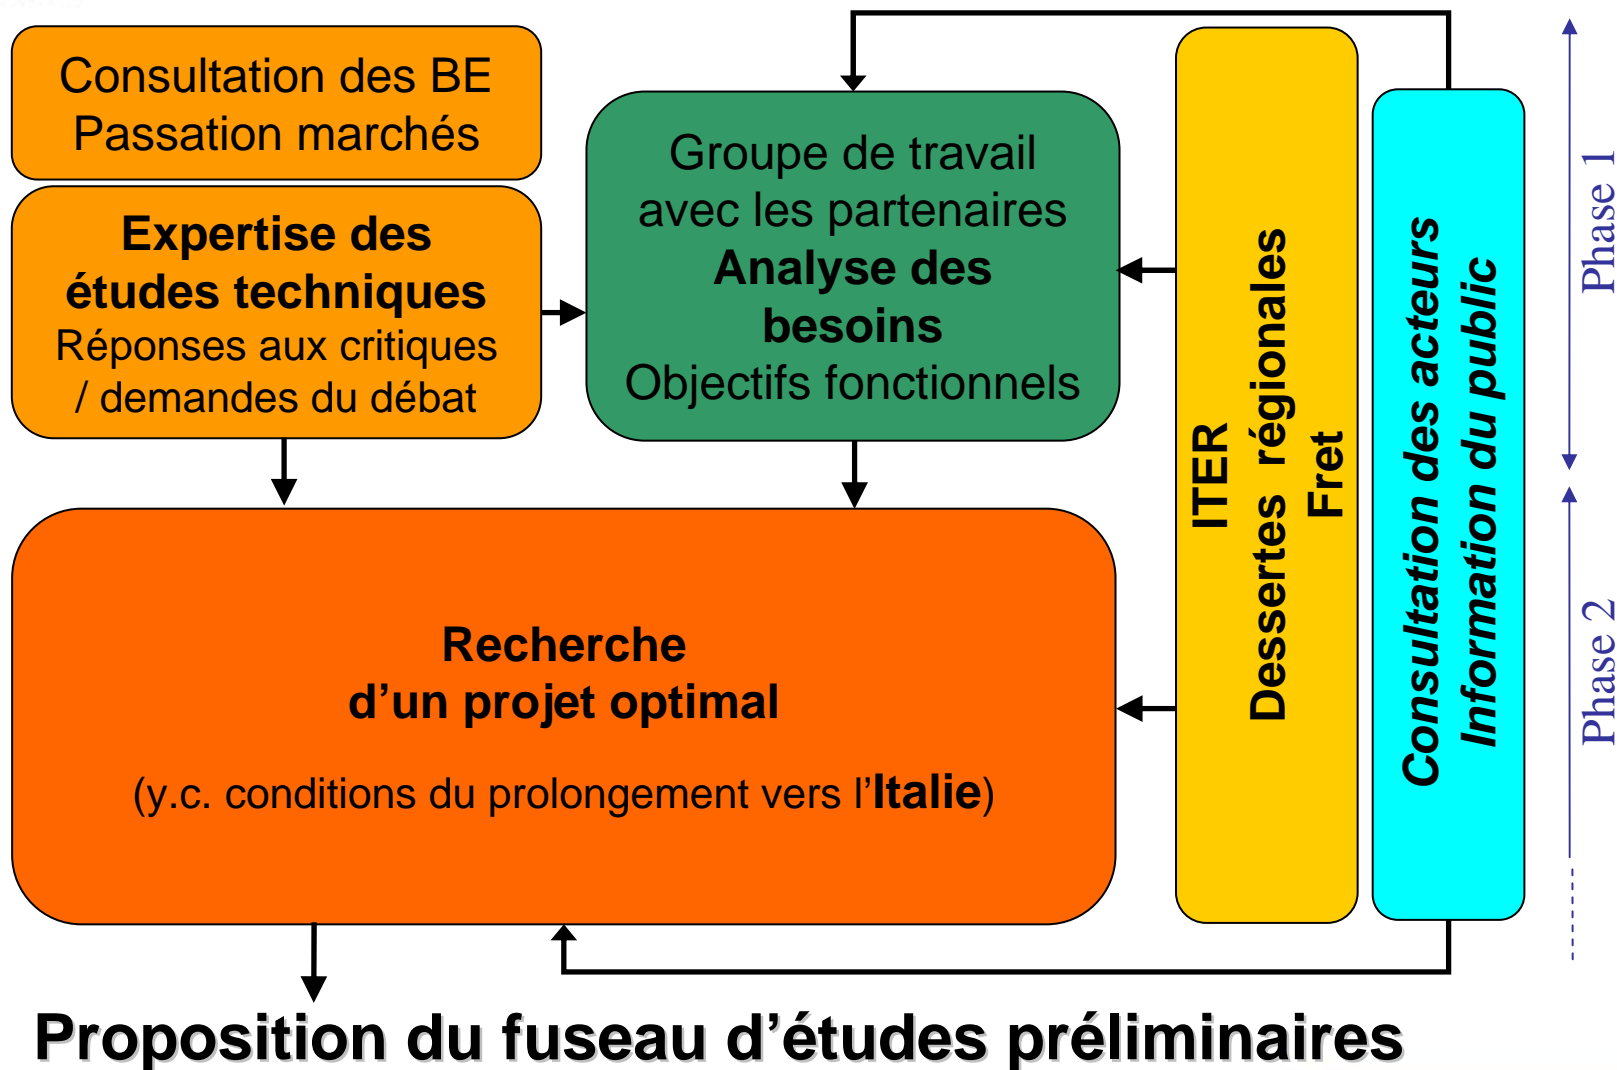 Consultation des BE
Passation marchés
Expertise des
études techniques
Réponses aux critiques
/ demandes du débat
Groupe de travail
avec les partenaires
Analyse des
besoins
Objectifs fonctionnels
Recherche
d’un projet optimal
(y.c. conditions du prolongement vers l’Italie)
ITER
Dessertes régionales
Fret
Consultation des acteurs
Information du public
Phase 1
Phase 2
Proposition du fuseau d’études préliminaires